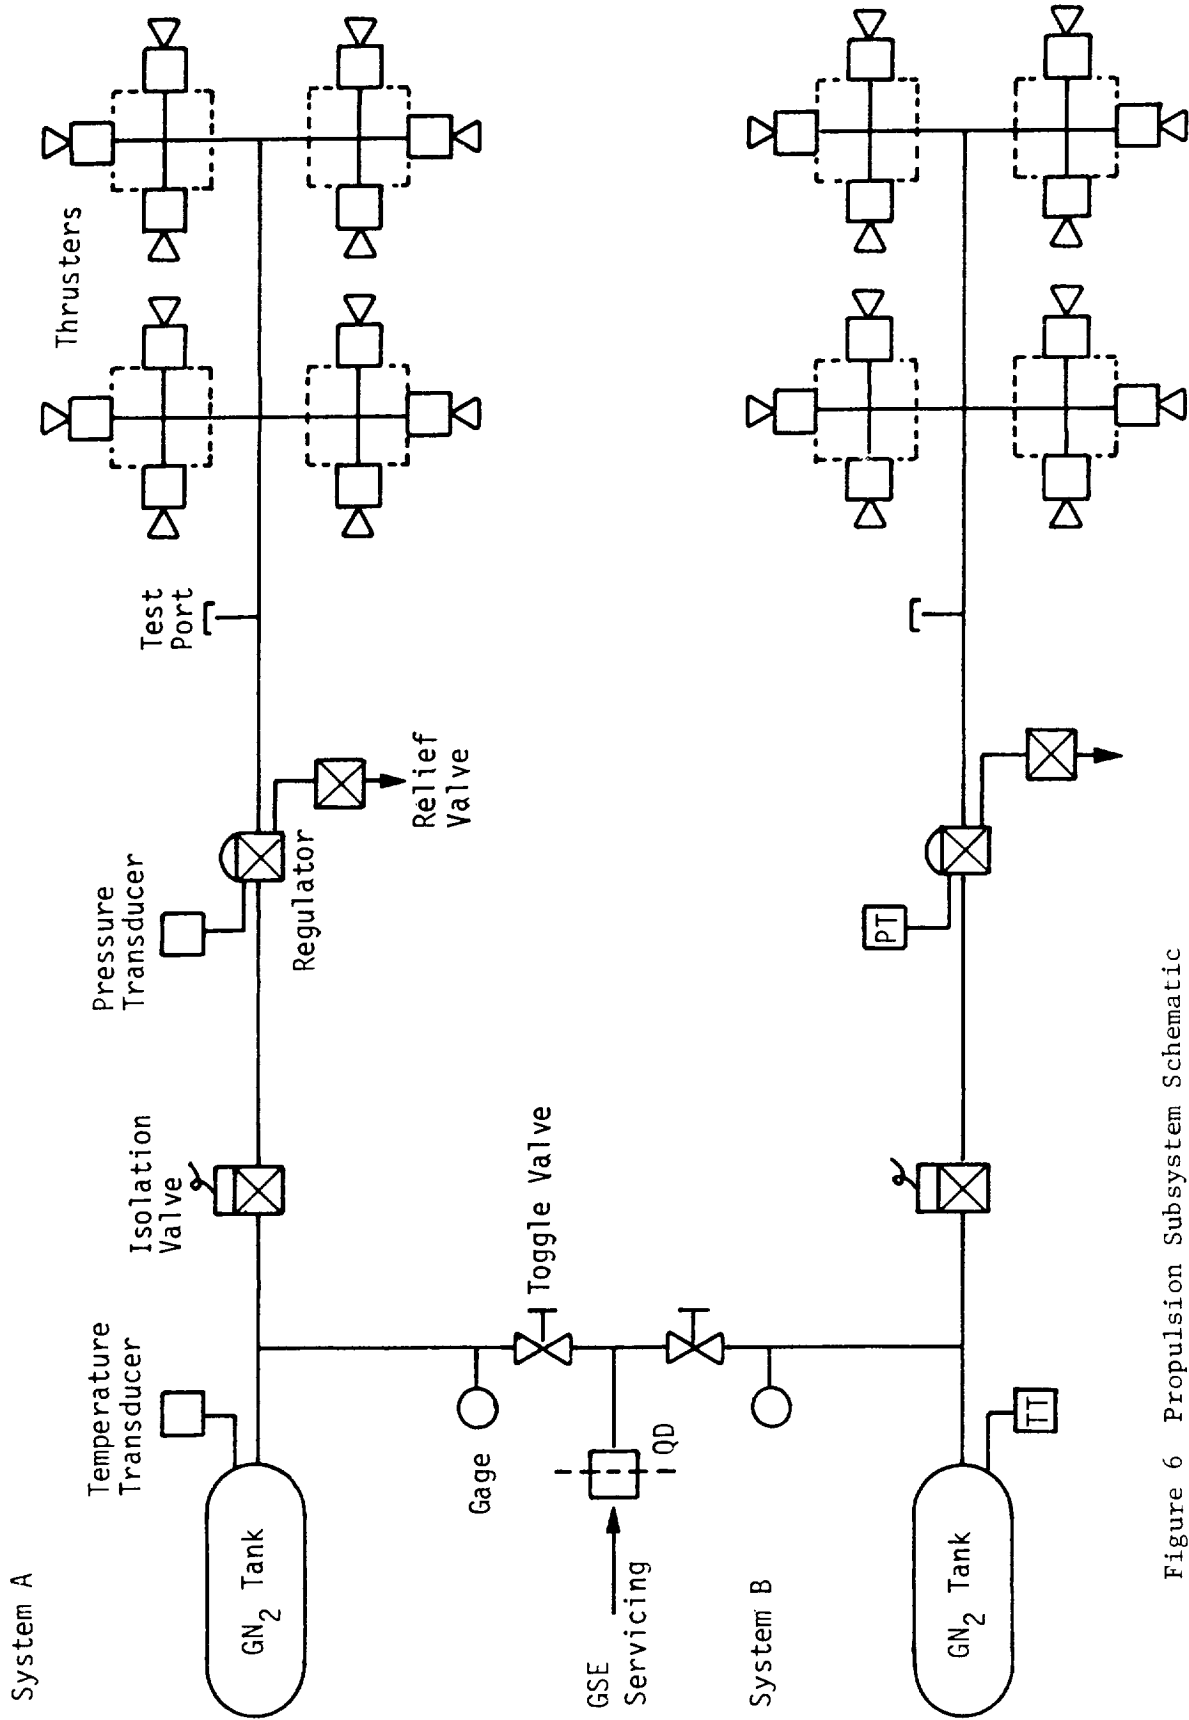 System A
Temperature
Transducer
Isolation
Valve
Pressure
Transducer
Test
Port
Thrusters
GN2 Tank
Regulator
Relief
Valve
Gage
Toggle Valve
GSE
Servicing
QD
System B
PT
GN2 Tank
TT
Figure 6 Propulsion Subsystem Schematic